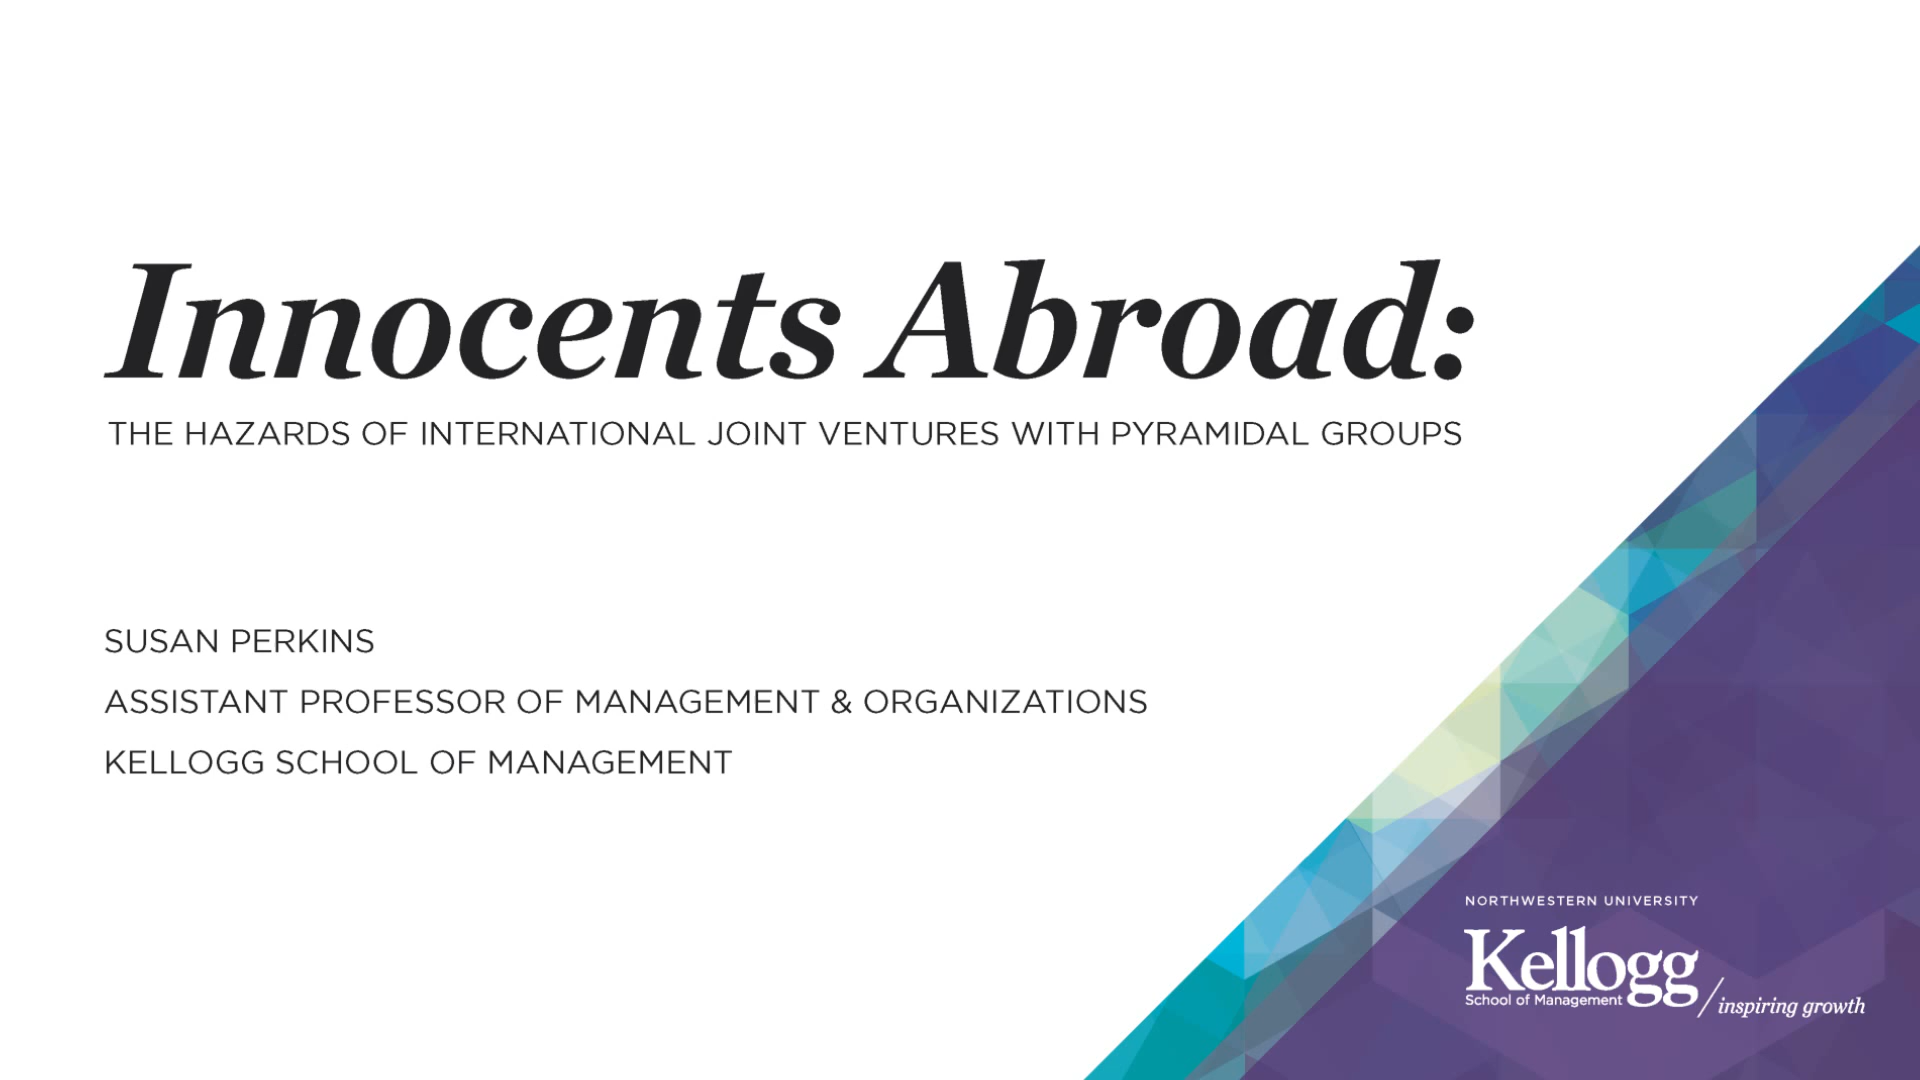 Innocents Abroad:
THE HAZARDS OF INTERNATIONAL JOINT VENTURES WITH PYRAMIDAL GROUPS
SUSAN PERKINS
ASSISTANT PROFESSOR OF MANAGEMENT & ORGANIZATIONS
KELLOGG SCHOOL OF MANAGEMENT
NORTHWESTERN UNIVERSITY
Kellogg
School of Management
inspiring growth